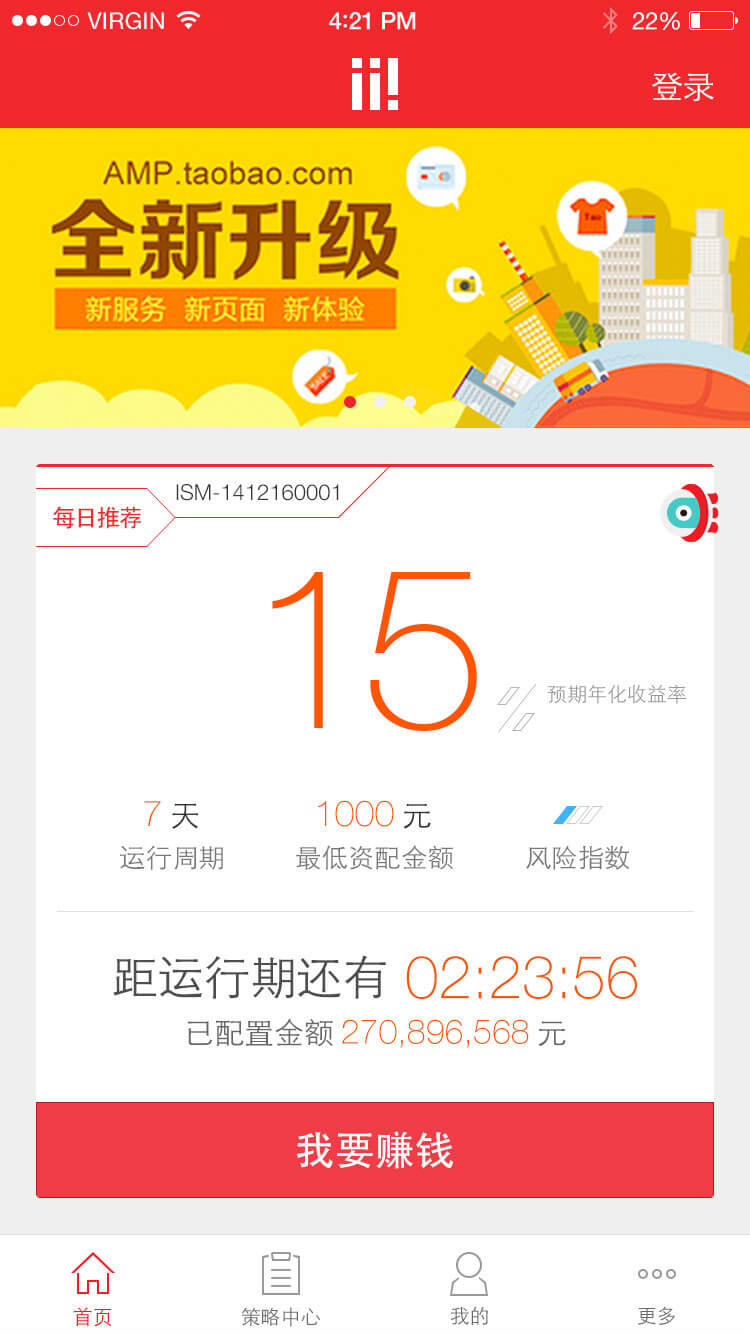 VIRGIN 4:21 PM 22%
ii! 登录
AMP.taobao.com
全新升级
新服务 新页面 新体验
Tao
SALE
ISM-1412160001
每日推荐
15 % 预期年化收益率
7 天 1000 元
运行周期 最低资配金额 风险指数
距运行期还有 02:23:56
已配置金额 270,896,568 元
我要赚钱
首页 策略中心 我的 更多